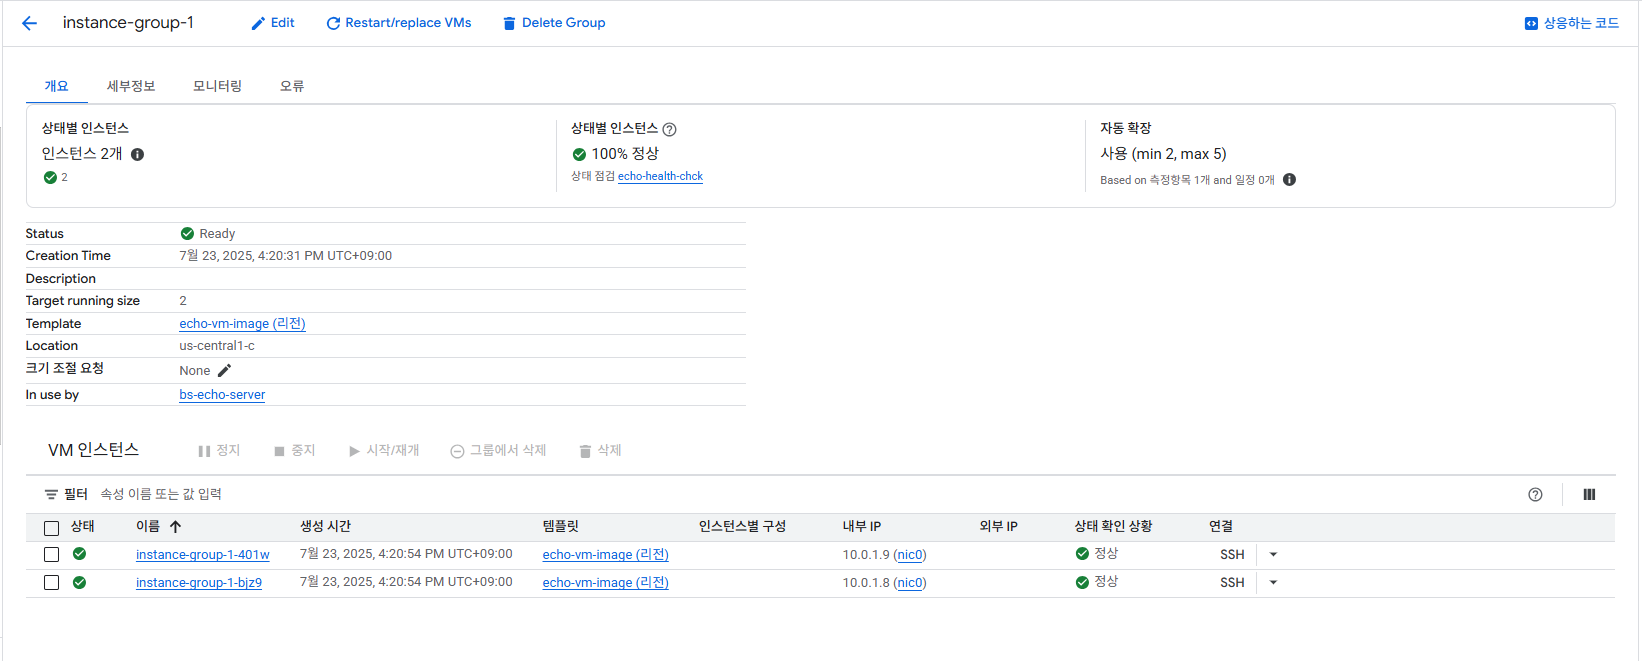 instance-group-1 Edit Restart/replace VMs Delete Group 상응하는 코드
개요 세부정보 모니터링 오류
상태별 인스턴스
인스턴스 2개
2
상태별 인스턴스
100% 정상
상태 점검 echo-health-chck
자동 확장
사용 (min 2, max 5)
Based on 측정항목 1개 and 일정 0개
Status Ready
Creation Time 7월 23, 2025, 4:20:31 PM UTC+09:00
Description
Target running size 2
Template echo-vm-image (리전)
Location us-central1-c
크기 조절 요청 None
In use by bs-echo-server
VM 인스턴스 정지 중지 시작/재개 그룹에서 삭제 삭제
필터 속성 이름 또는 값 입력
상태 이름 생성 시간 템플릿 인스턴스별 구성 내부 IP 외부 IP 상태 확인 상황 연결
instance-group-1-401w 7월 23, 2025, 4:20:54 PM UTC+09:00 echo-vm-image (리전) 10.0.1.9 (nic0) 정상 SSH
instance-group-1-bjz9 7월 23, 2025, 4:20:54 PM UTC+09:00 echo-vm-image (리전) 10.0.1.8 (nic0) 정상 SSH